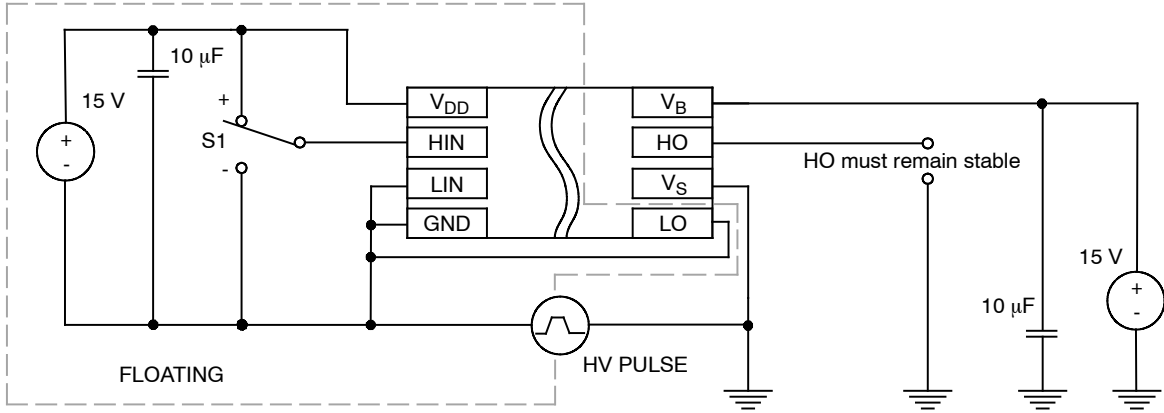 10 μF
15 V
+
S1
-
+
-
V_DD
HIN
LIN
GND
V_B
HO
V_S
LO
HO must remain stable
15 V
+
-
10 μF
HV PULSE
FLOATING